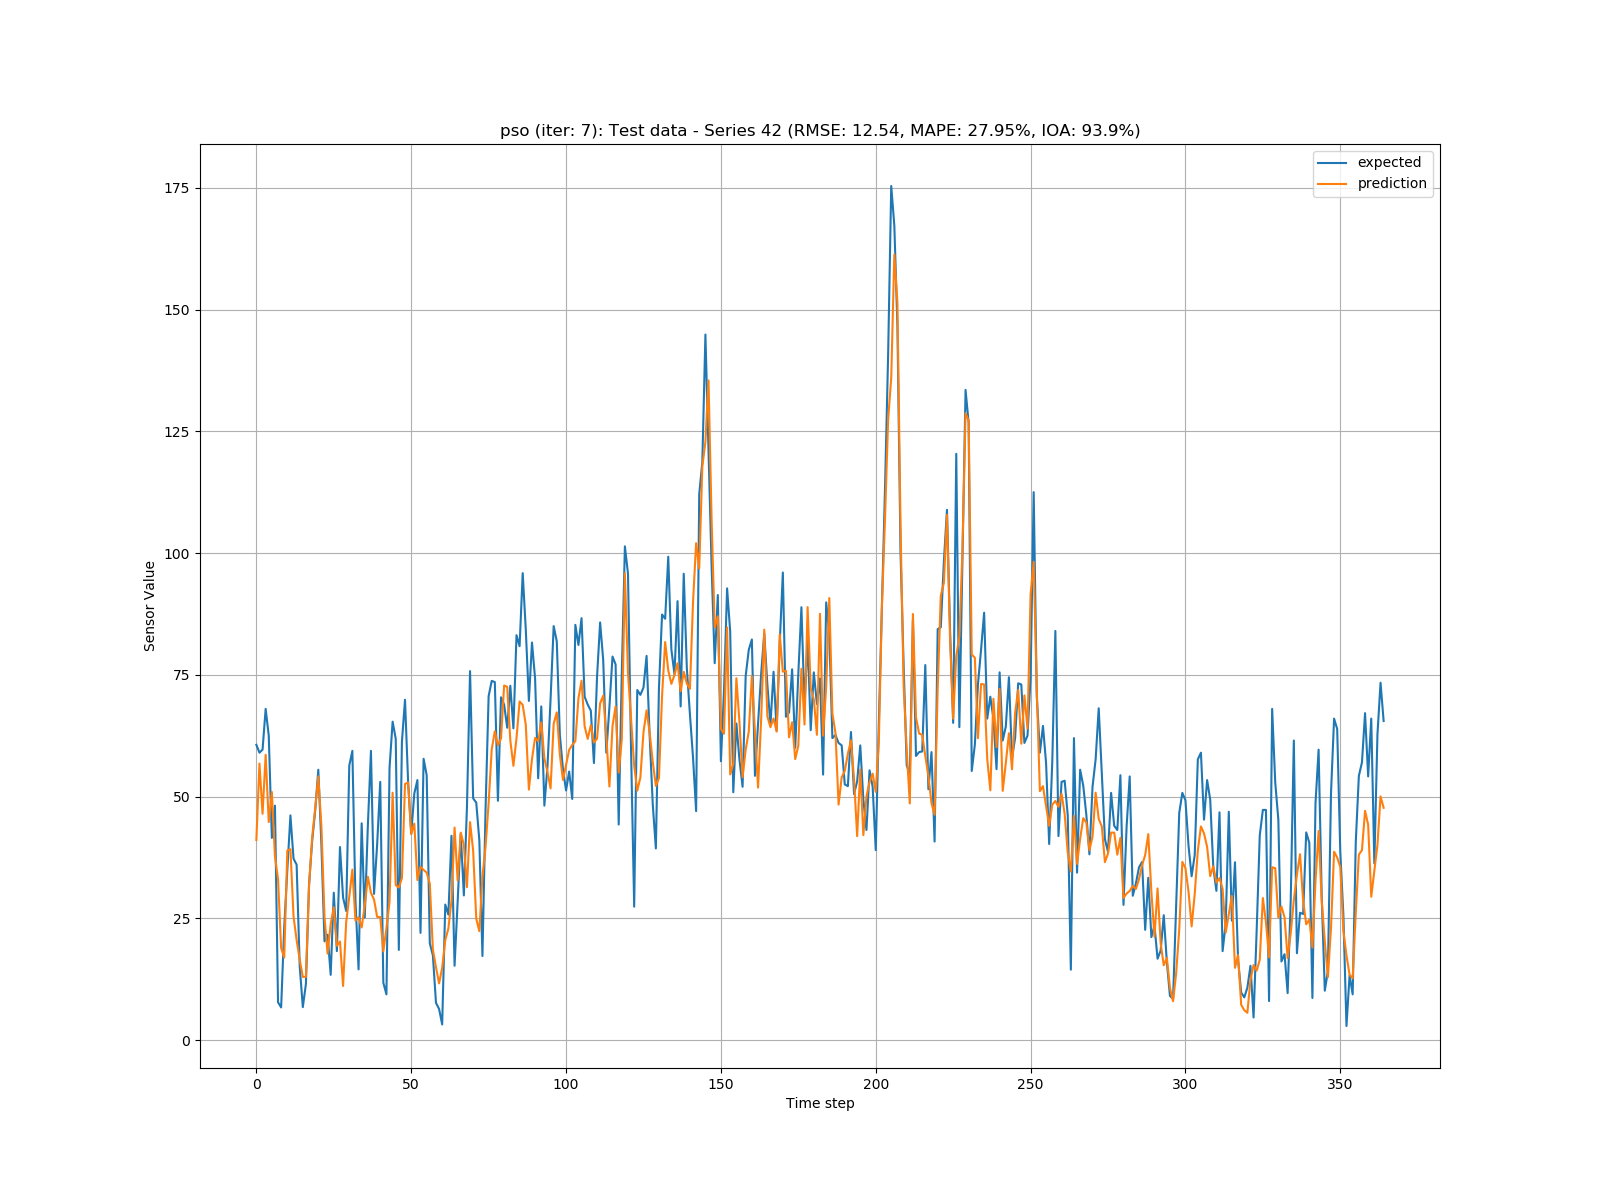 pso (iter: 7): Test data - Series 42 (RMSE: 12.54, MAPE: 27.95%, IOA: 93.9%)
expected
prediction
175
150
125
100
75
50
25
0
Sensor Value
0 50 100 150 200 250 300 350
Time step